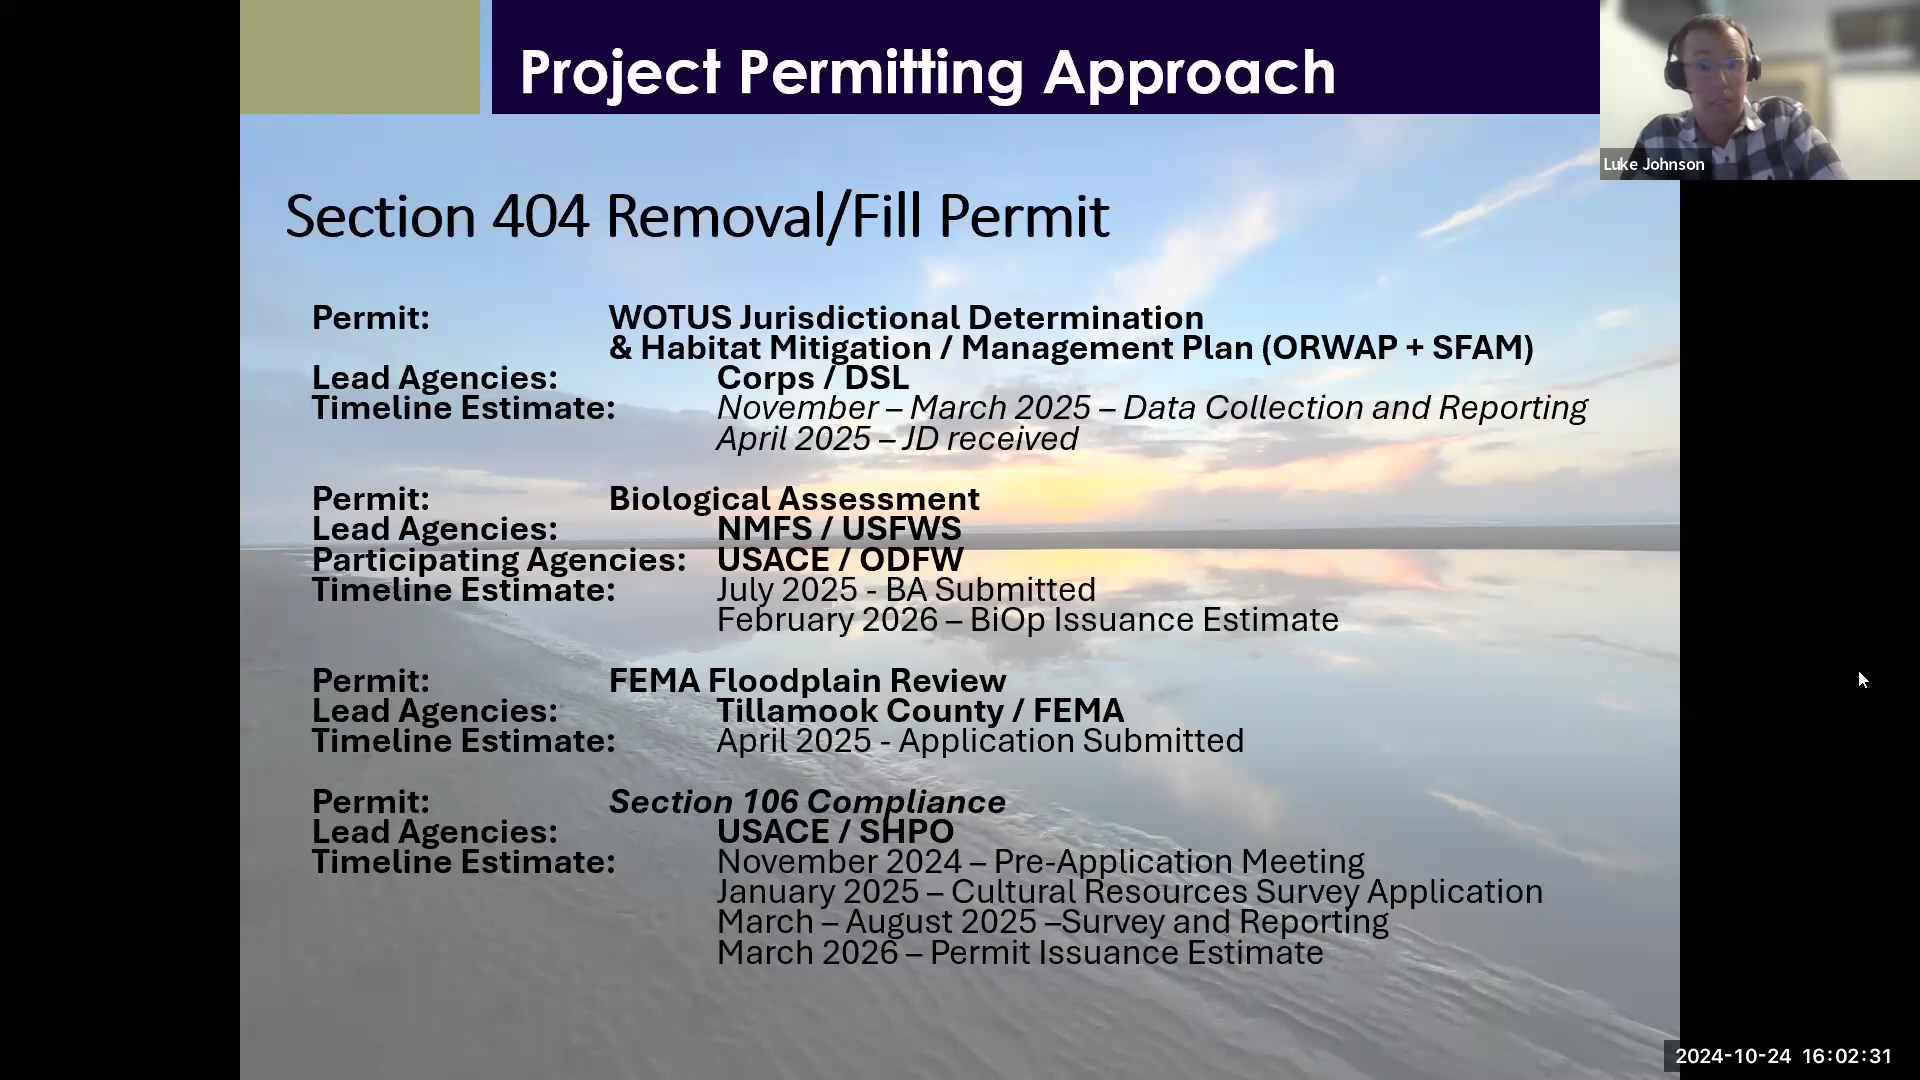 Project Permitting Approach
Luke Johnson
Section 404 Removal/Fill Permit
Permit: WOTUS Jurisdictional Determination
& Habitat Mitigation / Management Plan (ORWAP + SFAM)
Lead Agencies: Corps / DSL
Timeline Estimate: November – March 2025 – Data Collection and Reporting
April 2025 – JD received
Permit: Biological Assessment
Lead Agencies: NMFS / USFWS
Participating Agencies: USACE / ODFW
Timeline Estimate: July 2025 - BA Submitted
February 2026 – BiOp Issuance Estimate
Permit: FEMA Floodplain Review
Lead Agencies: Tillamook County / FEMA
Timeline Estimate: April 2025 - Application Submitted
Permit: Section 106 Compliance
Lead Agencies: USACE / SHPO
Timeline Estimate: November 2024 – Pre-Application Meeting
January 2025 – Cultural Resources Survey Application
March – August 2025 –Survey and Reporting
March 2026 – Permit Issuance Estimate
2024-10-24 16:02:31